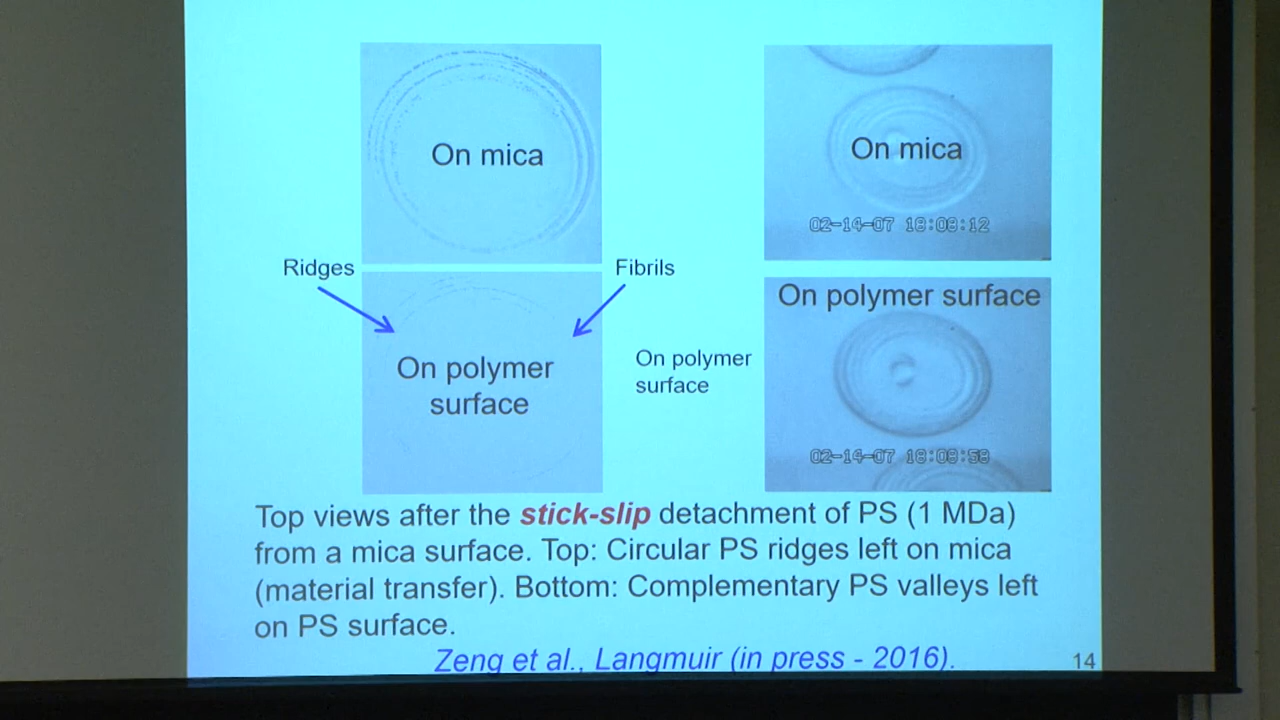 On mica
On mica
02-14-07 18:08:12
Ridges
Fibrils
On polymer surface
On polymer
surface
On polymer
surface
02-14-07 18:08:58
Top views after the stick-slip detachment of PS (1 MDa)
from a mica surface. Top: Circular PS ridges left on mica
(material transfer). Bottom: Complementary PS valleys left
on PS surface.
Zeng et al., Langmuir (in press - 2016).
14